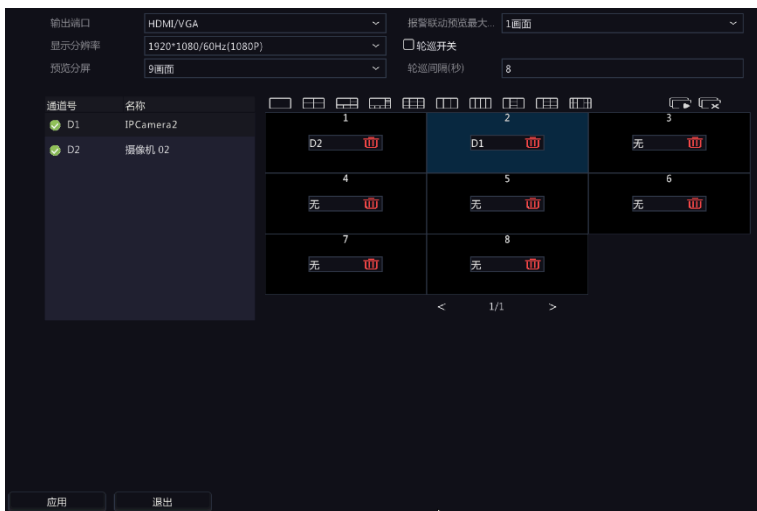 输出端口 HDMI/VGA 报警联动预览最大... 1画面
显示分辨率 1920*1080/60Hz(1080P) 轮巡开关
预览分屏 9画面 轮巡间隔(秒) 8
通道号 名称
D1 IPCamera2
D2 摄像机 02
1 2 3
D2 D1 无
4 5 6
无 无 无
7 8
无 无
< 1/1 >
应用 退出